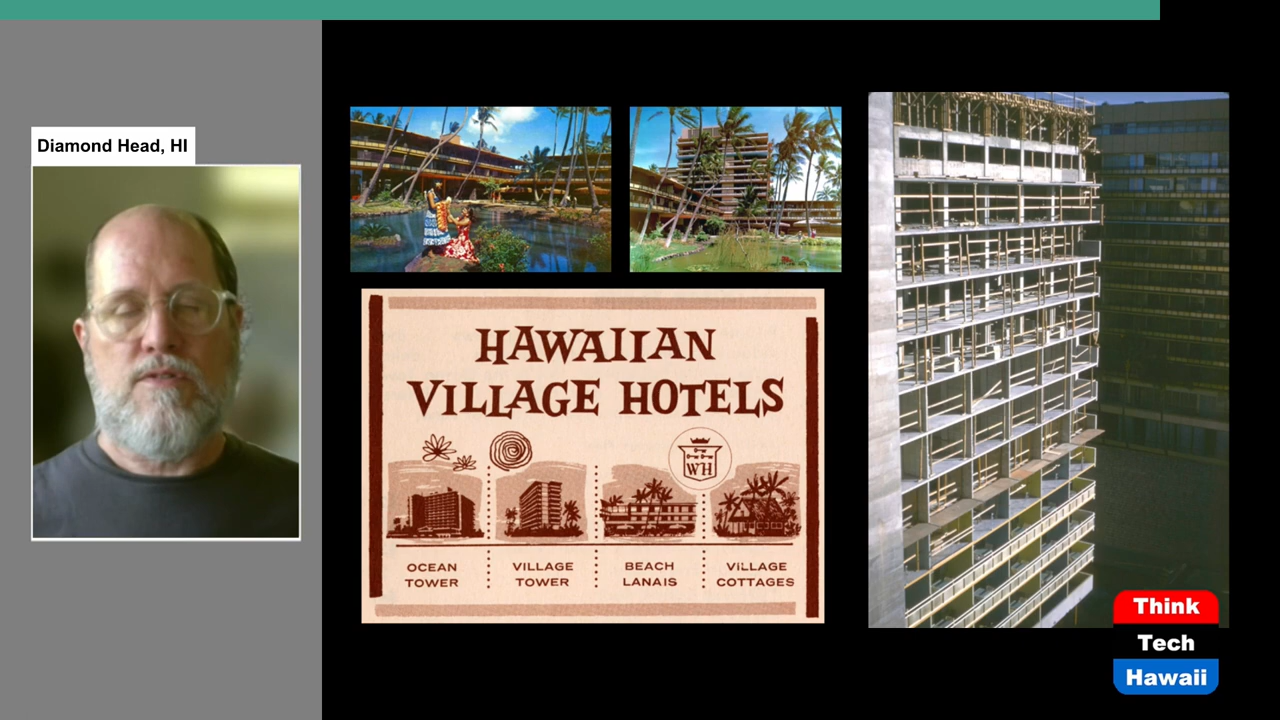 Diamond Head, HI
HAWAIIAN
VILLAGE HOTELS
WH
OCEAN
TOWER
VILLAGE
TOWER
BEACH
LANAIS
VILLAGE
COTTAGES
Think
Tech
Hawaii